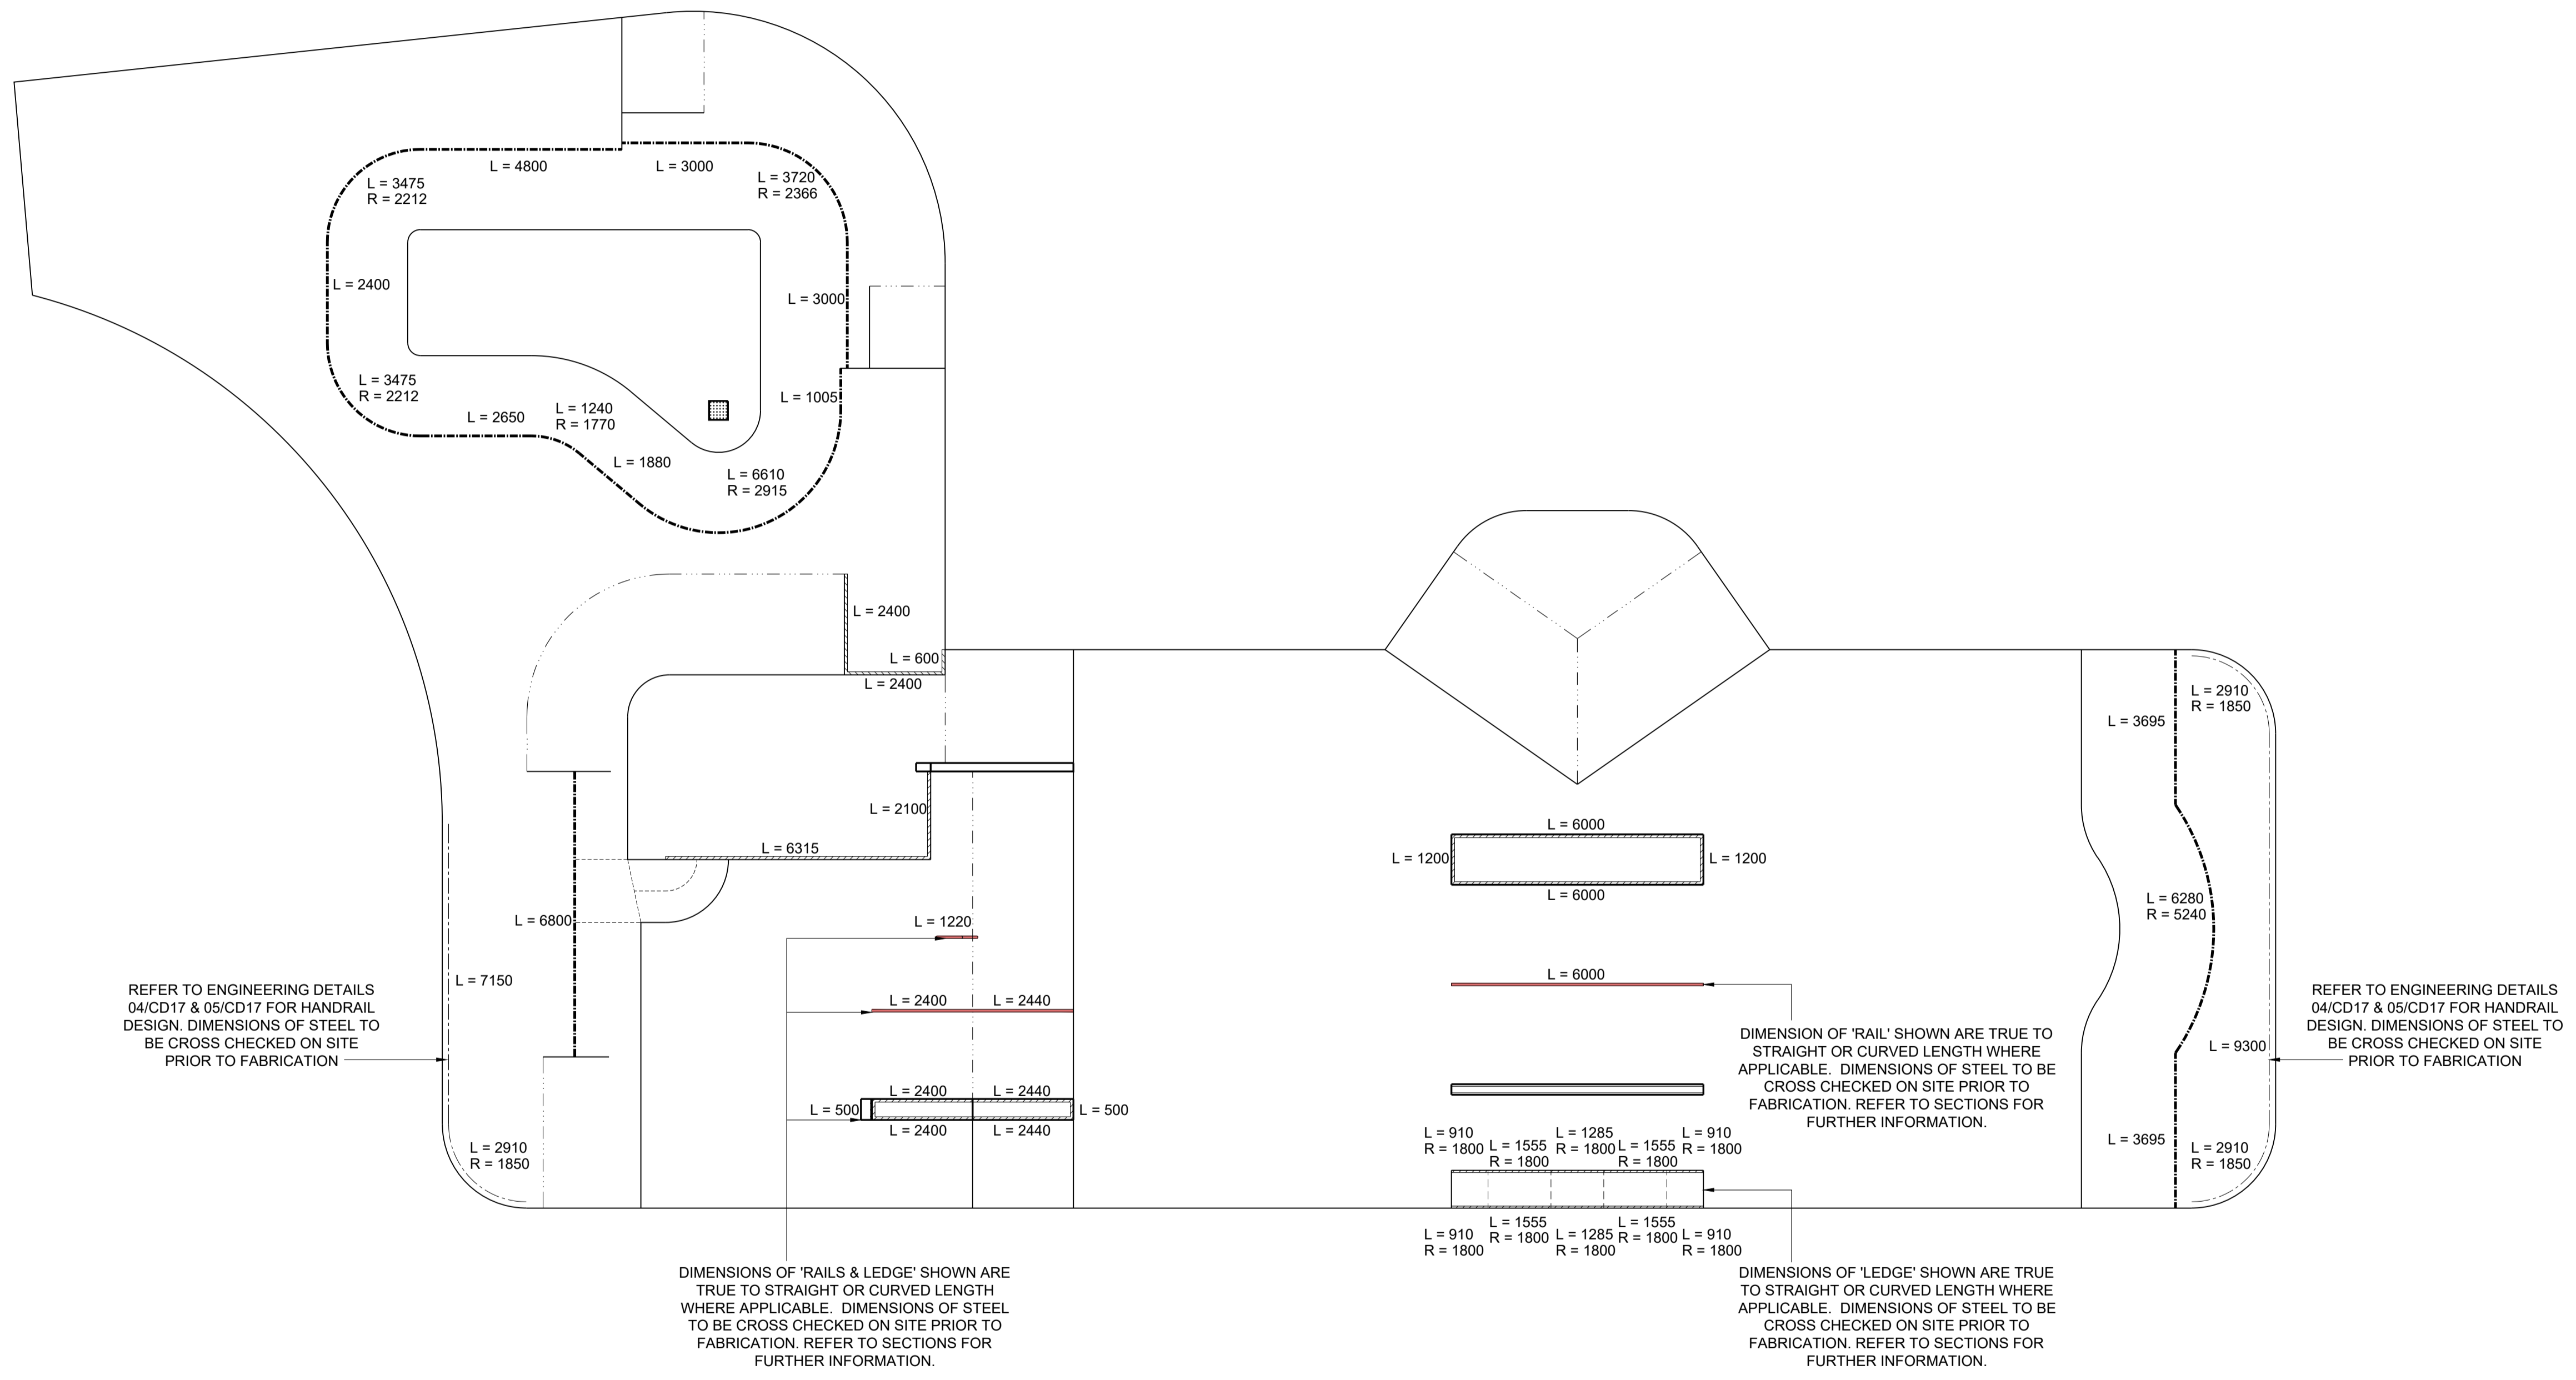 L = 4800
L = 3000
L = 3475
R = 2212
L = 3720
R = 2366
L = 2400
L = 3000
L = 3475
R = 2212
L = 2650
L = 1240
R = 1770
L = 1005
L = 1880
L = 6610
R = 2915
L = 2400
L = 600
L = 2400
L = 2100
L = 6315
L = 6800
L = 1220
L = 7150
L = 2400
L = 2440
L = 2400
L = 2440
L = 500
L = 500
L = 2400
L = 2440
L = 2910
R = 1850
REFER TO ENGINEERING DETAILS
04/CD17 & 05/CD17 FOR HANDRAIL
DESIGN. DIMENSIONS OF STEEL TO
BE CROSS CHECKED ON SITE
PRIOR TO FABRICATION
DIMENSIONS OF 'RAILS & LEDGE' SHOWN ARE
TRUE TO STRAIGHT OR CURVED LENGTH
WHERE APPLICABLE. DIMENSIONS OF STEEL
TO BE CROSS CHECKED ON SITE PRIOR TO
FABRICATION. REFER TO SECTIONS FOR
FURTHER INFORMATION.
L = 6000
L = 1200
L = 1200
L = 6000
L = 6000
DIMENSION OF 'RAIL' SHOWN ARE TRUE TO
STRAIGHT OR CURVED LENGTH WHERE
APPLICABLE. DIMENSIONS OF STEEL TO BE
CROSS CHECKED ON SITE PRIOR TO
FABRICATION. REFER TO SECTIONS FOR
FURTHER INFORMATION.
L = 910
R = 1800
L = 1555
R = 1800
L = 1285
R = 1800
L = 1555
R = 1800
L = 910
R = 1800
L = 910
R = 1800
L = 1555
R = 1800
L = 1285
R = 1800
L = 1555
R = 1800
L = 910
R = 1800
DIMENSIONS OF 'LEDGE' SHOWN ARE TRUE
TO STRAIGHT OR CURVED LENGTH WHERE
APPLICABLE. DIMENSIONS OF STEEL TO BE
CROSS CHECKED ON SITE PRIOR TO
FABRICATION. REFER TO SECTIONS FOR
FURTHER INFORMATION.
L = 2910
R = 1850
L = 3695
L = 6280
R = 5240
L = 9300
L = 3695
L = 2910
R = 1850
REFER TO ENGINEERING DETAILS
04/CD17 & 05/CD17 FOR HANDRAIL
DESIGN. DIMENSIONS OF STEEL TO
BE CROSS CHECKED ON SITE
PRIOR TO FABRICATION